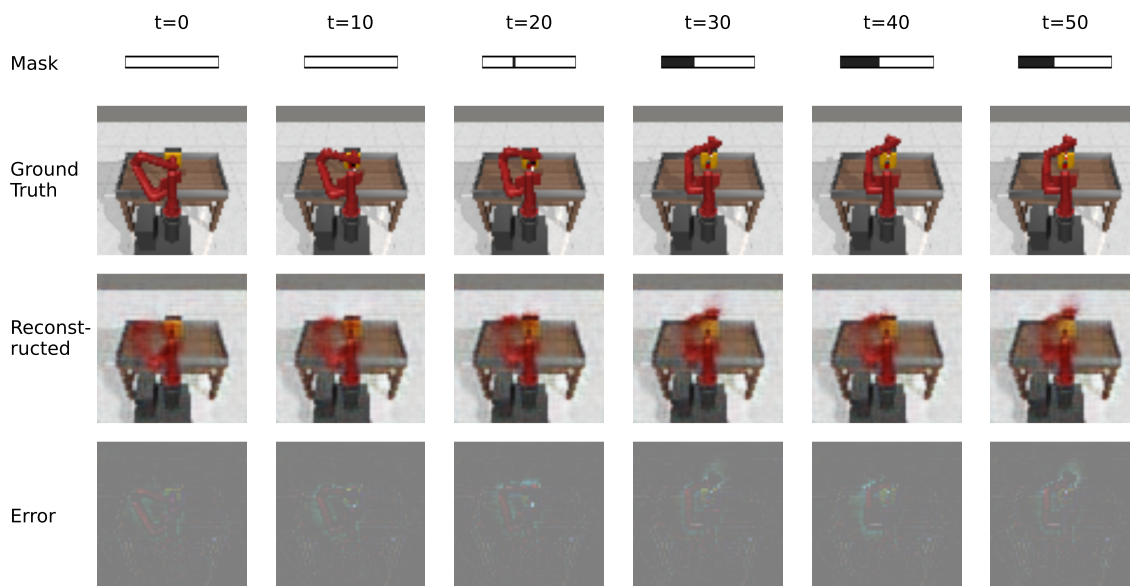 t=0 t=10 t=20 t=30 t=40 t=50
Mask
Ground
Truth
Reconst-
ructed
Error